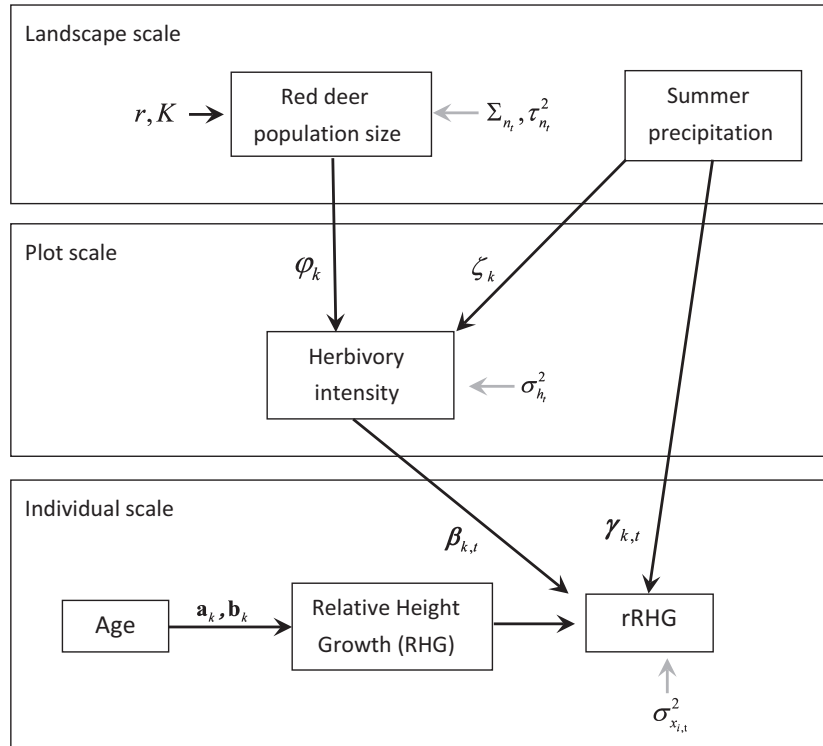 Landscape scale
r, K
Red deer
population size
Σ_{n_t}, τ²_{n_t}
Summer
precipitation
Plot scale
φ_k
ζ_k
Herbivory
intensity
σ²_{h_t}
Individual scale
β_{k,t}
γ_{k,t}
Age
a_k, b_k
Relative Height
Growth (RHG)
rRHG
σ²_{x_{i,t}}